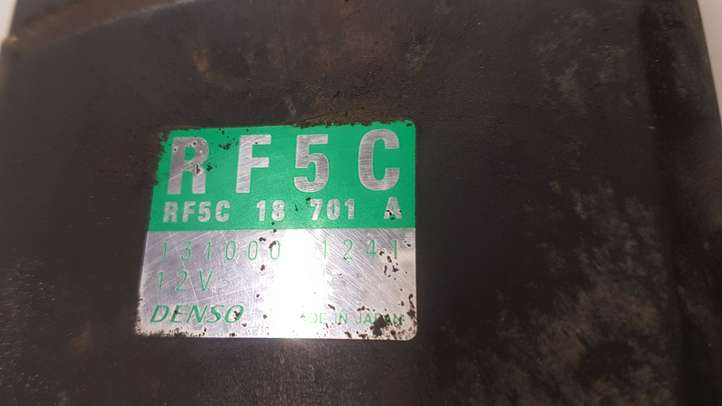 RF5C
RF5C 18 701 A
131000 1241
12V
DENSO MADE IN JAPAN